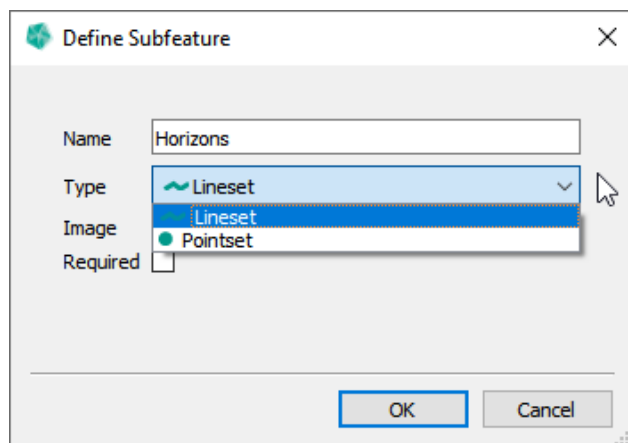 Define Subfeature
Name Horizons
Type Lineset
Lineset
Image
Pointset
Required
OK Cancel